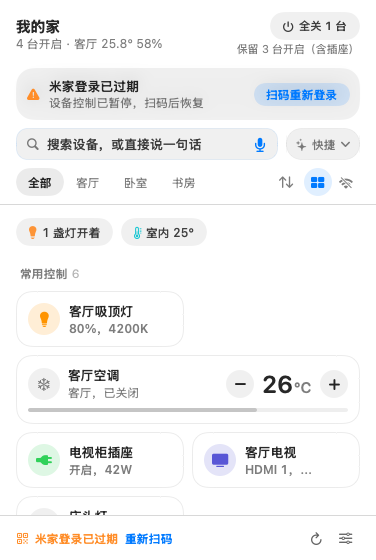 我的家
全关 1 台
4 台开启 · 客厅 25.8° 58%
保留 3 台开启（含插座）
米家登录已过期
设备控制已暂停，扫码后恢复
扫码重新登录
搜索设备，或直接说一句话
快捷
全部 客厅 卧室 书房
1 盏灯开着 室内 25°
常用控制 6
客厅吸顶灯
80%，4200K
客厅空调
客厅，已关闭
26°C
电视柜插座
开启，42W
客厅电视
HDMI 1，...
床头灯
米家登录已过期 重新扫码